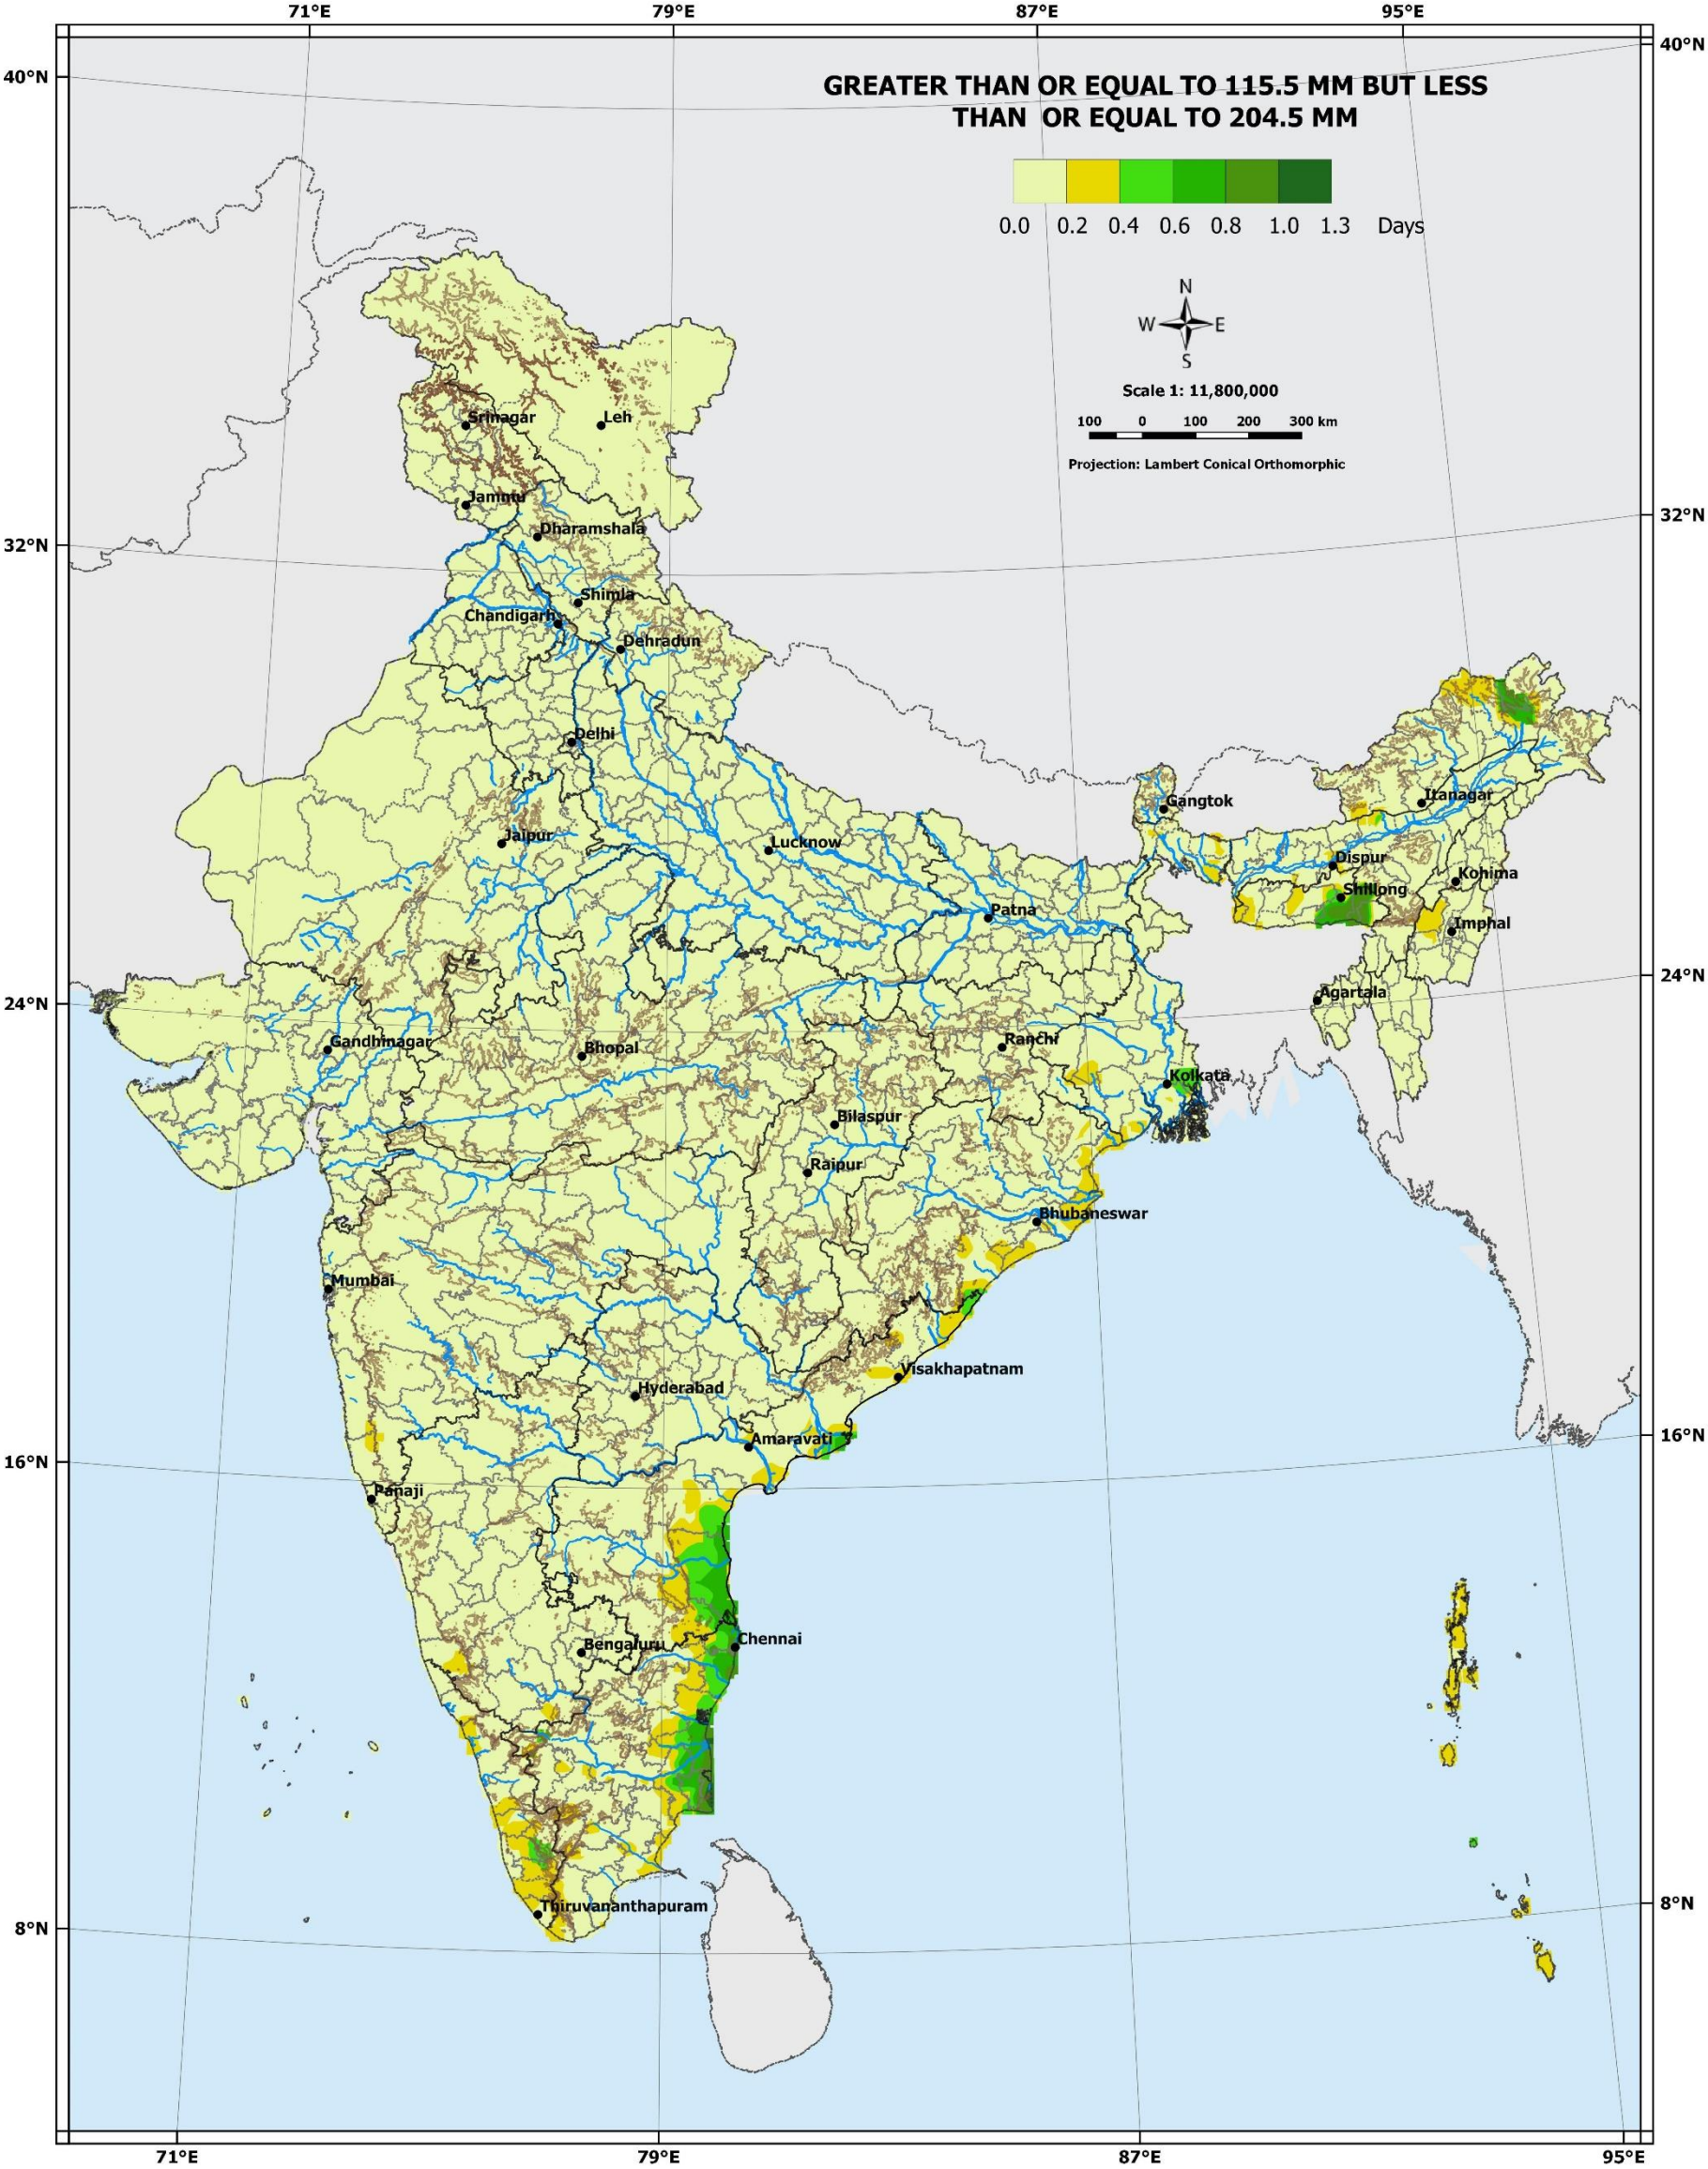 71°E 79°E 87°E 95°E
40°N 40°N
GREATER THAN OR EQUAL TO 115.5 MM BUT LESS
THAN OR EQUAL TO 204.5 MM
0.0 0.2 0.4 0.6 0.8 1.0 1.3 Days
N
W E
S
Scale 1: 11,800,000
100 0 100 200 300 km
Projection: Lambert Conical Orthomorphic
Srinagar
Leh
Jammu
32°N 32°N
Dharamshala
Shimla
Chandigarh
Dehradun
Delhi
Gangtok
Itanagar
Jaipur
Lucknow
Dispur
Kohima
Shillong
Patna
Imphal
24°N 24°N
Agartala
Gandhinagar
Bhopal
Ranchi
Kolkata
Bilaspur
Raipur
Bhubaneswar
Mumbai
Visakhapatnam
Hyderabad
Amaravati
16°N 16°N
Panaji
Bengaluru
Chennai
Thiruvananthapuram
8°N 8°N
71°E 79°E 87°E 95°E